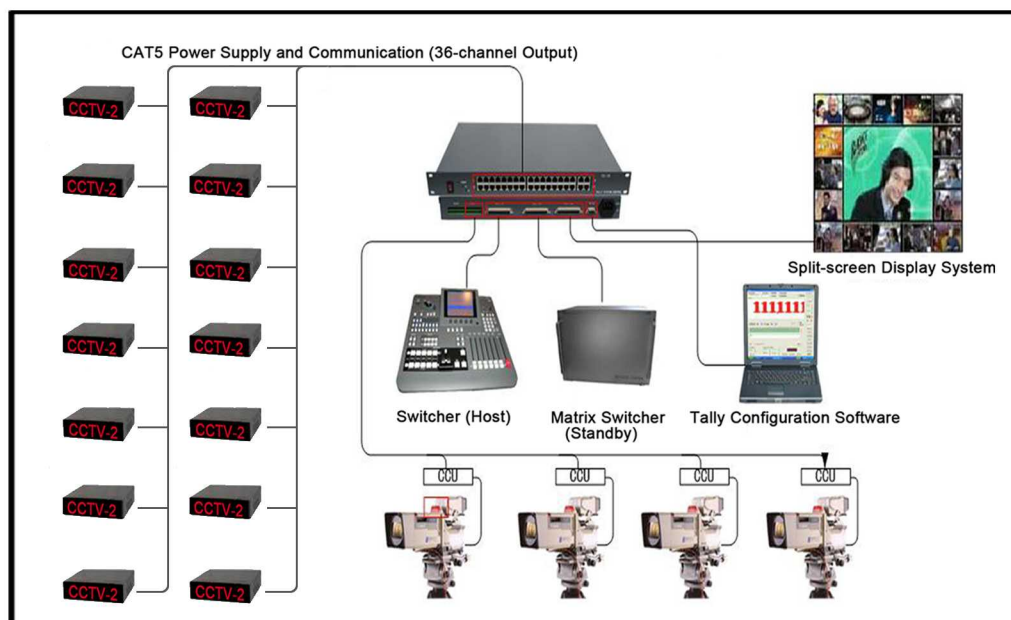 CAT5 Power Supply and Communication (36-channel Output)
CCTV-2 CCTV-2
CCTV-2 CCTV-2
CCTV-2 CCTV-2
CCTV-2 CCTV-2
CCTV-2 CCTV-2
CCTV-2 CCTV-2
CCTV-2 CCTV-2
Split-screen Display System
1111111
Switcher (Host)
Matrix Switcher
(Standby)
Tally Configuration Software
CCU CCU CCU CCU